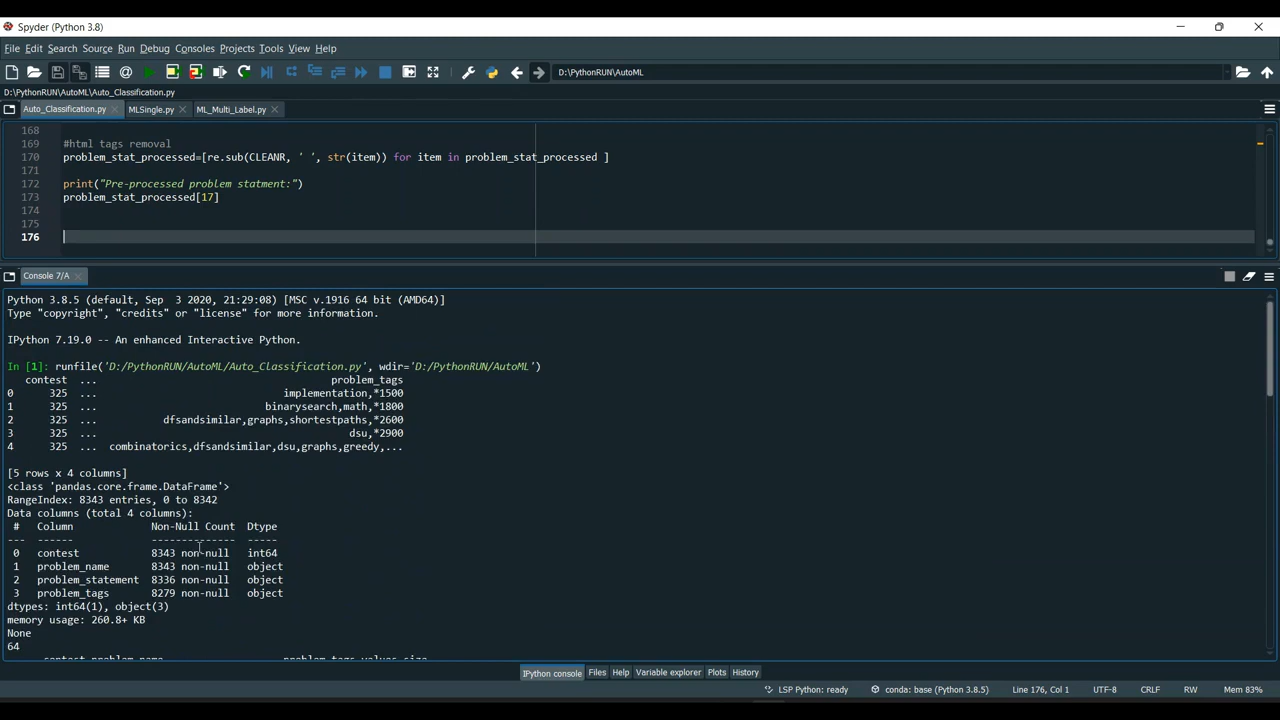 Spyder (Python 3.8)
File Edit Search Source Run Debug Consoles Projects Tools View Help
D:\PythonRUN\AutoML
D:\PythonRUN\AutoML\Auto_Classification.py
Auto_Classification.py MLSingle.py ML_Multi_Label.py
168
169 #html tags removal
170 problem_stat_processed=[re.sub(CLEANR, ' ', str(item)) for item in problem_stat_processed ]
171
172 print("Pre-processed problem statment:")
173 problem_stat_processed[17]
174
175
176
Console 7/A
Python 3.8.5 (default, Sep 3 2020, 21:29:08) [MSC v.1916 64 bit (AMD64)]
Type "copyright", "credits" or "license" for more information.
IPython 7.19.0 -- An enhanced Interactive Python.
In [1]: runfile('D:/PythonRUN/AutoML/Auto_Classification.py', wdir='D:/PythonRUN/AutoML')
contest ... problem_tags
0 325 ... implementation,*1500
1 325 ... binarysearch,math,*1800
2 325 ... dfsandsimilar,graphs,shortestpaths,*2600
3 325 ... dsu,*2900
4 325 ... combinatorics,dfsandsimilar,dsu,graphs,greedy,...
[5 rows x 4 columns]
<class 'pandas.core.frame.DataFrame'>
RangeIndex: 8343 entries, 0 to 8342
Data columns (total 4 columns):
# Column Non-Null Count Dtype
--- ------ -------------- -----
0 contest 8343 non-null int64
1 problem_name 8343 non-null object
2 problem_statement 8336 non-null object
3 problem_tags 8279 non-null object
dtypes: int64(1), object(3)
memory usage: 260.8+ KB
None
64
contest problem_name problem_tags values size
IPython console Files Help Variable explorer Plots History
LSP Python: ready conda: base (Python 3.8.5) Line 176, Col 1 UTF-8 CRLF RW Mem 83%